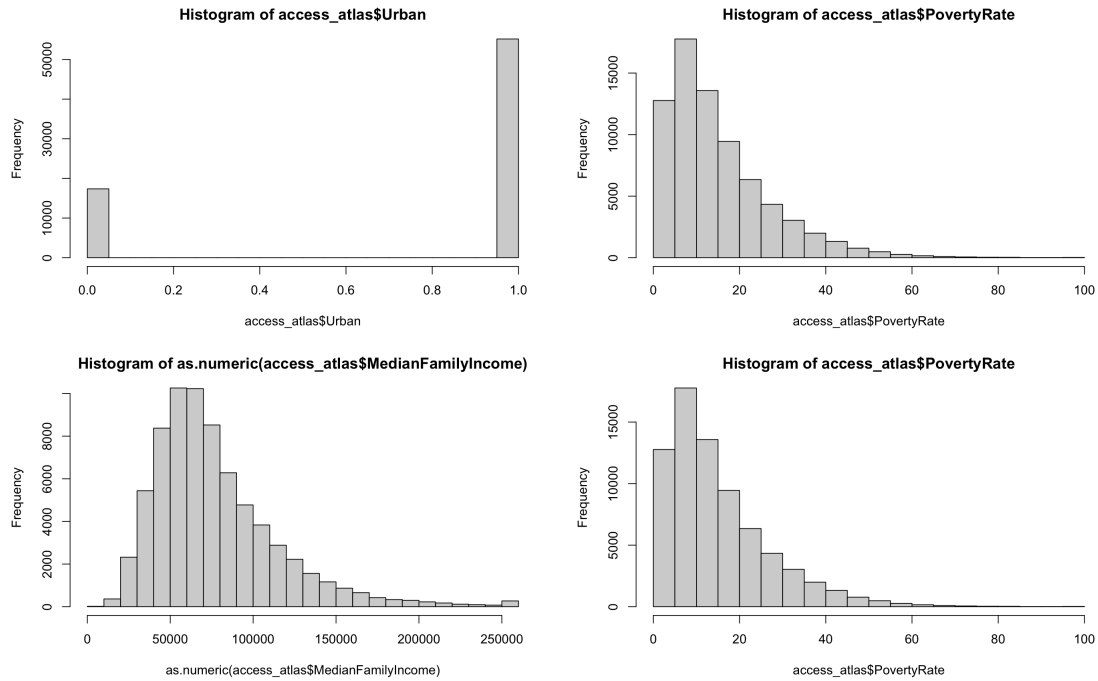 Histogram of access_atlas$Urban
Frequency
0
10000
30000
50000
0.0 0.2 0.4 0.6 0.8 1.0
access_atlas$Urban
Histogram of access_atlas$PovertyRate
Frequency
0
5000
10000
15000
0 20 40 60 80 100
access_atlas$PovertyRate
Histogram of as.numeric(access_atlas$MedianFamilyIncome)
Frequency
0
2000
4000
6000
8000
0 50000 100000 150000 200000 250000
as.numeric(access_atlas$MedianFamilyIncome)
Histogram of access_atlas$PovertyRate
Frequency
0
5000
10000
15000
0 20 40 60 80 100
access_atlas$PovertyRate